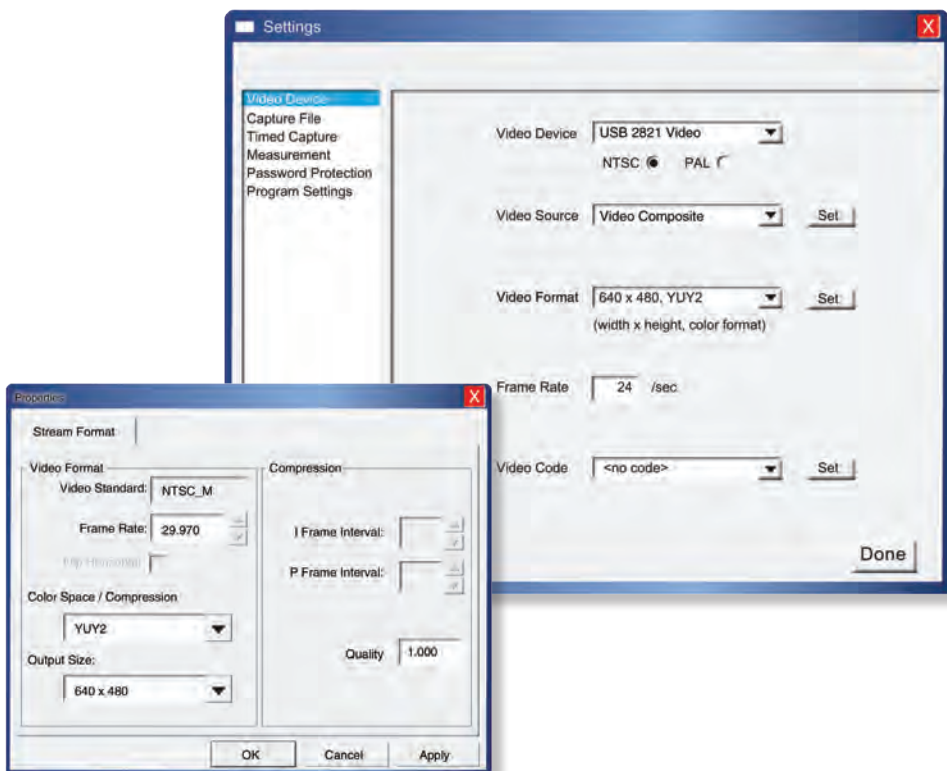 Settings
X
Video Device
Capture File
Timed Capture
Measurement
Password Protection
Program Settings
Video Device USB 2821 Video
NTSC PAL
Video Source Video Composite Set
Video Format 640 x 480, YUY2 Set
(width x height, color format)
Frame Rate 24 /sec
Video Code <no code> Set
Done
Properties
X
Stream Format
Video Format
Video Standard: NTSC_M
Frame Rate: 29.970
Flip Horizontal:
Color Space / Compression
YUY2
Output Size:
640 x 480
Compression
I Frame Interval:
P Frame Interval:
Quality 1.000
OK Cancel Apply